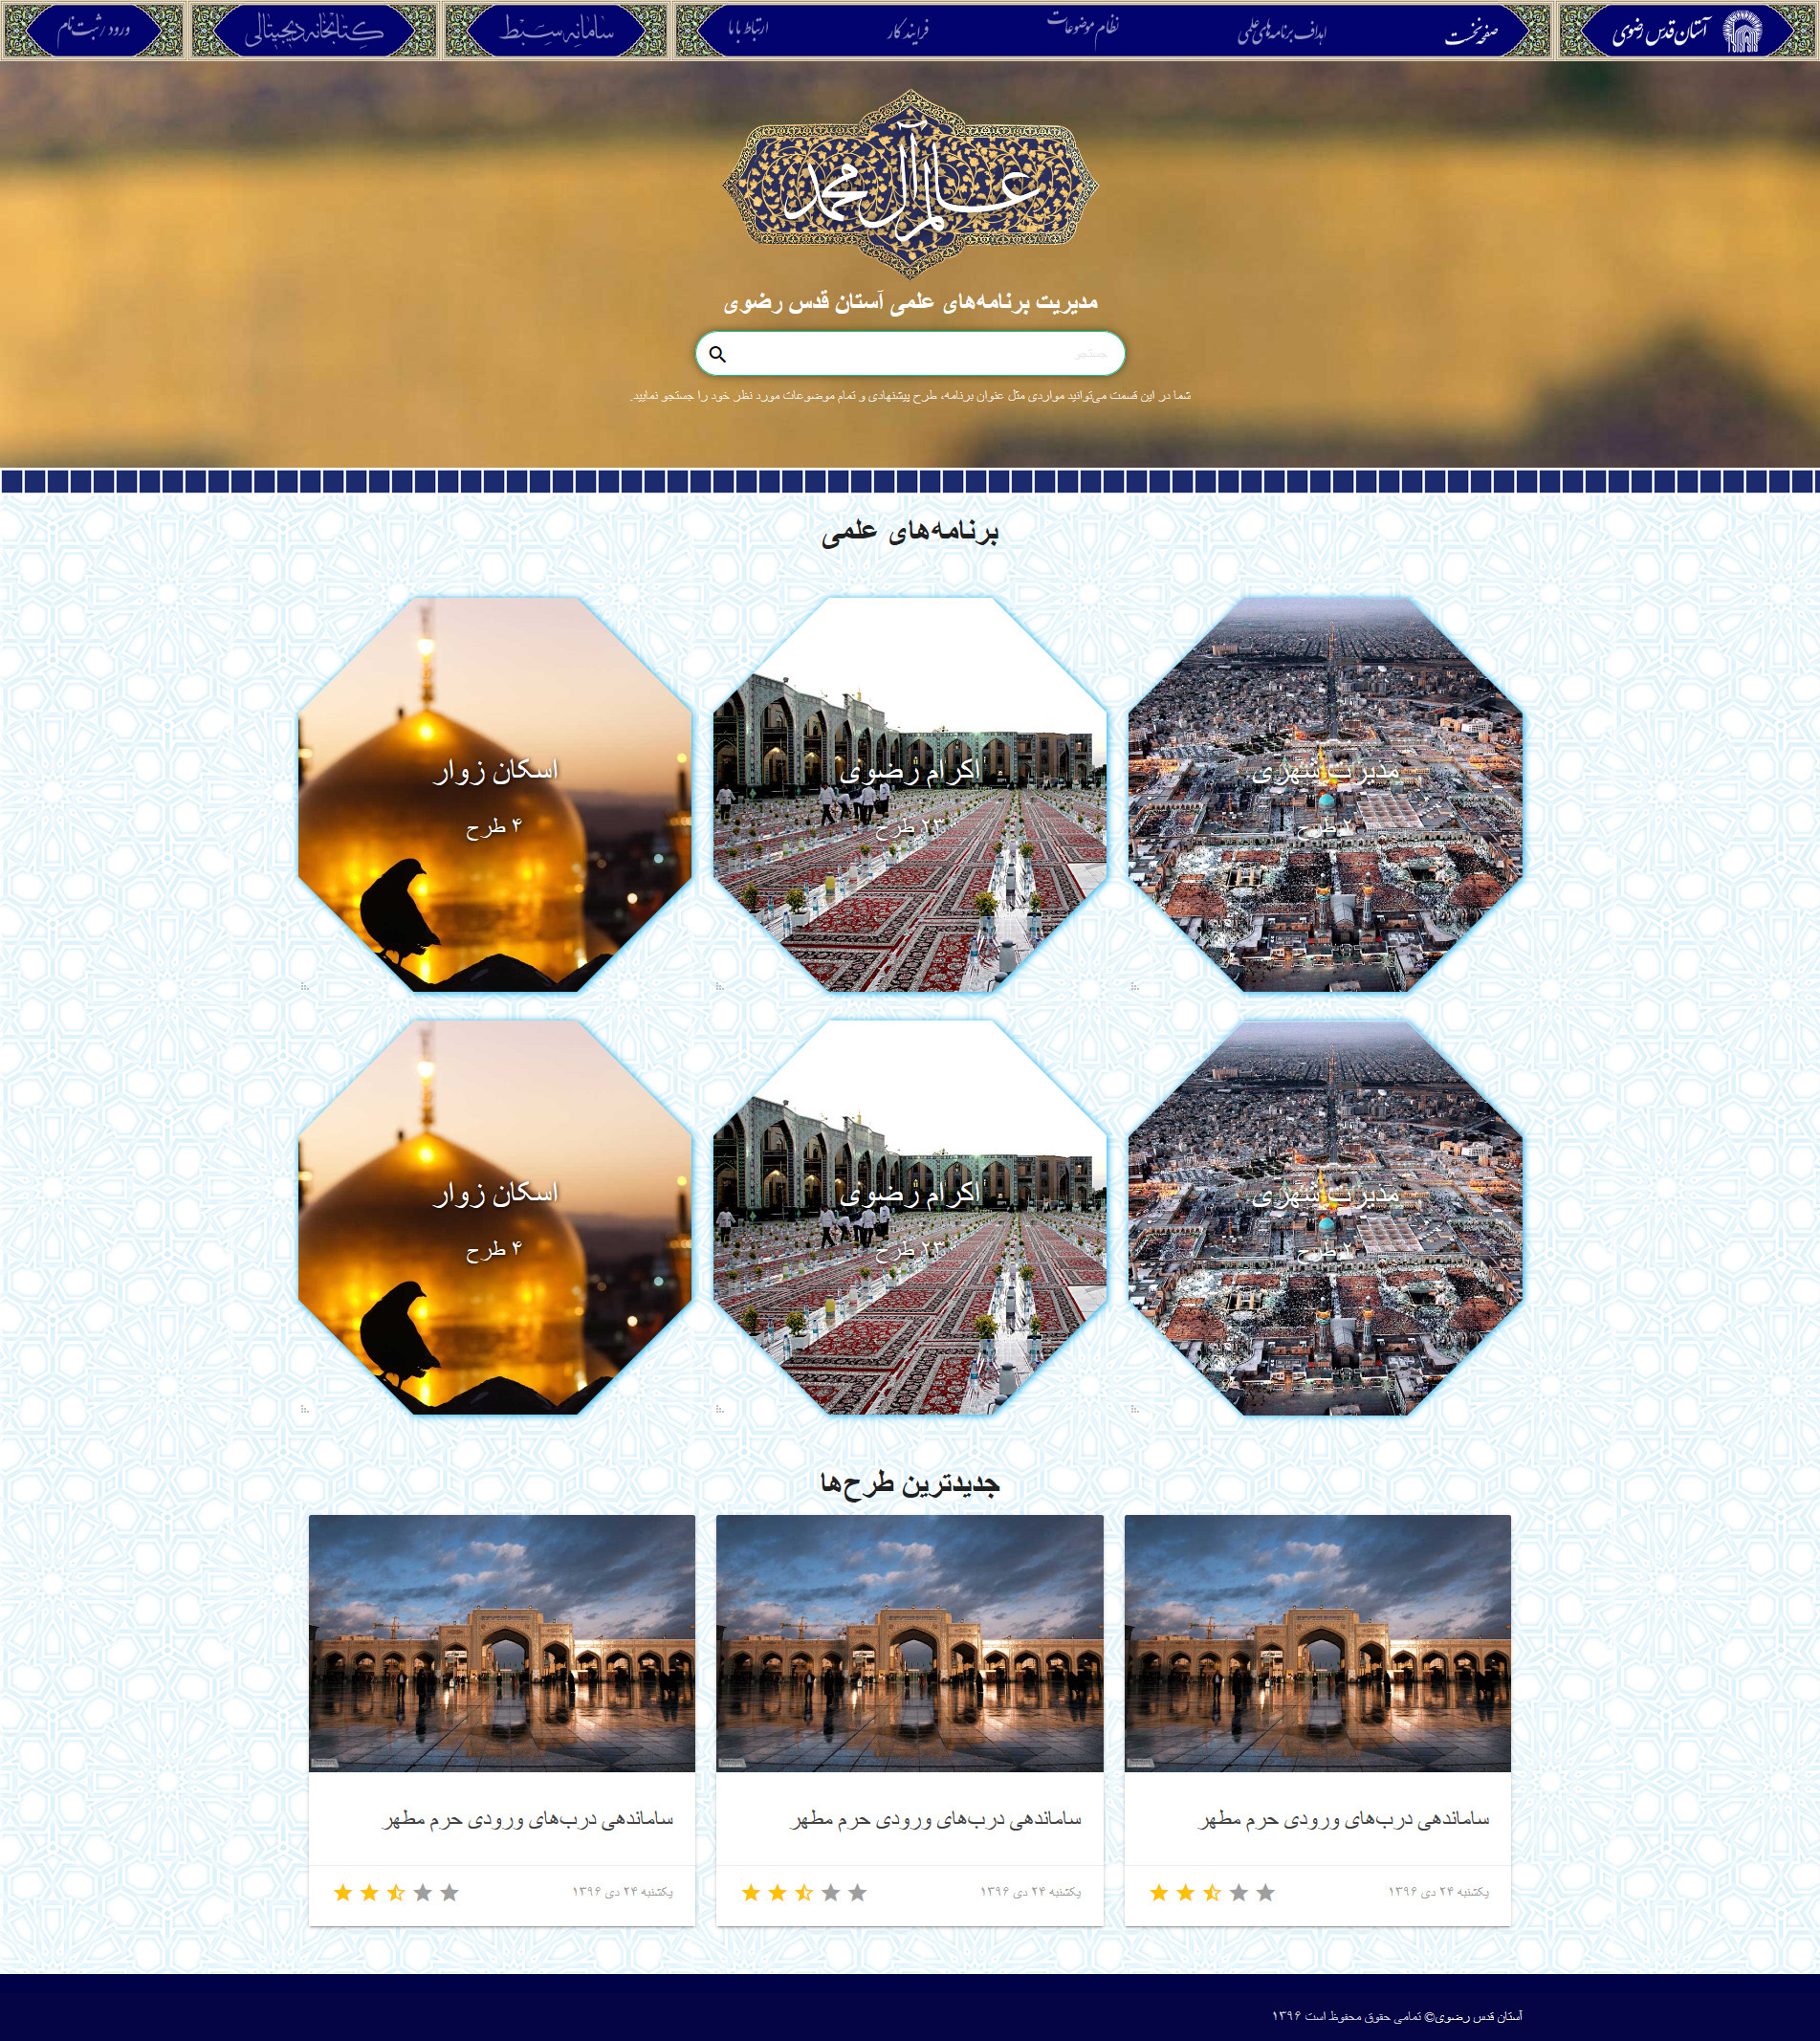 آستان قدس رضوی
صفحه نخست
اهداف برنامه‌های علمی
نظام موضوعات
فرایند کار
ارتباط با ما
سامانه سبط
کتابخانه دیجیتالی
ورود / ثبت نام
عالم آل محمد
مدیریت برنامه‌های علمی آستان قدس رضوی
جستجو
شما در این قسمت می‌توانید مواردی مثل عنوان برنامه، طرح پیشنهادی و تمام موضوعات مورد نظر خود را جستجو نمایید.
برنامه‌های علمی
مدیرت شهری
۲ طرح
اکرام رضوی
۲۳ طرح
اسکان زوار
۴ طرح
مدیرت شهری
۲ طرح
اکرام رضوی
۲۳ طرح
اسکان زوار
۴ طرح
جدیدترین طرح‌ها
ساماندهی درب‌های ورودی حرم مطهر
یکشنبه ۲۴ دی ۱۳۹۶
ساماندهی درب‌های ورودی حرم مطهر
یکشنبه ۲۴ دی ۱۳۹۶
ساماندهی درب‌های ورودی حرم مطهر
یکشنبه ۲۴ دی ۱۳۹۶
آستان قدس رضوی© تمامی حقوق محفوظ است ۱۳۹۶